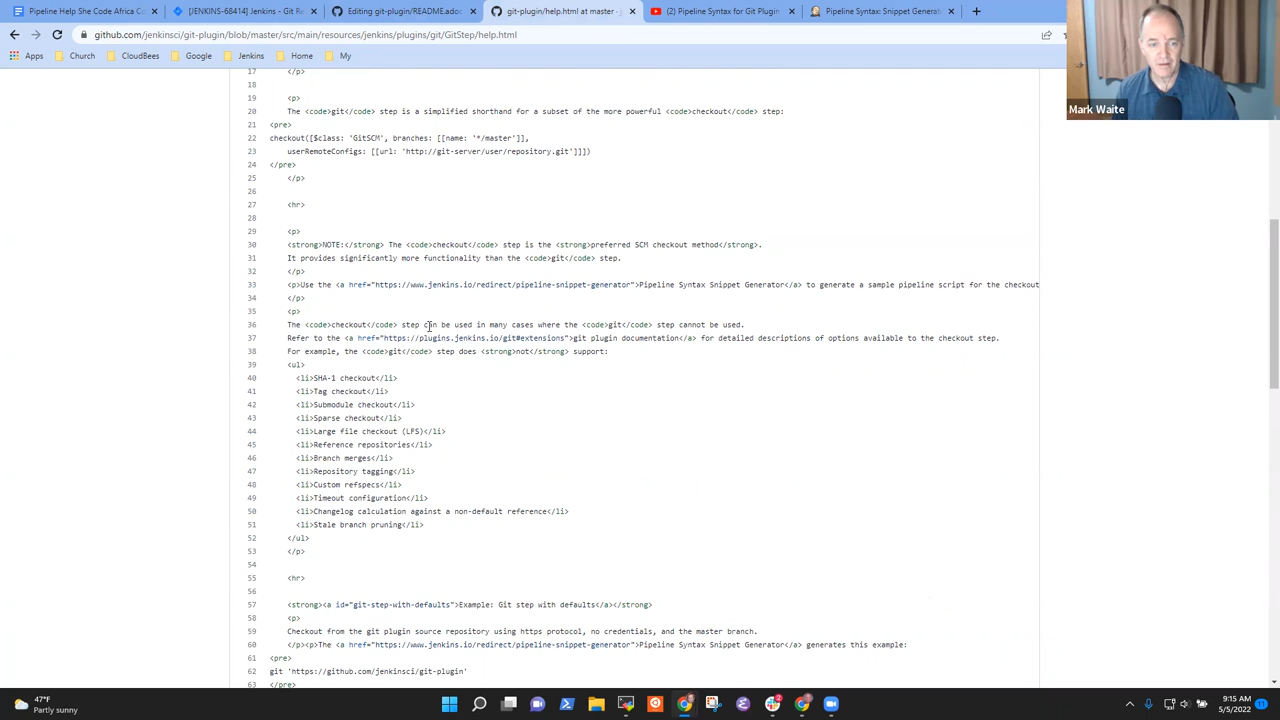 Pipeline Help She Code Africa Co
[JENKINS-68414] Jenkins - Git Re
Editing git-plugin/README.adoc
git-plugin/help.html at master
(2) Pipeline Syntax for Git Plugin
Pipeline Syntax: Snippet Generat
github.com/jenkinsci/git-plugin/blob/master/src/main/resources/jenkins/plugins/git/GitStep/help.html
Apps
Church
CloudBees
Google
Jenkins
Home
My
Mark Waite
17 </p>
18
19 <p>
20 The <code>git</code> step is a simplified shorthand for a subset of the more powerful <code>checkout</code> step:
21 <pre>
22 checkout([$class: 'GitSCM', branches: [[name: '*/master']],
23 userRemoteConfigs: [[url: 'http://git-server/user/repository.git']]])
24 </pre>
25 </p>
26
27 <hr>
28
29 <p>
30 <strong>NOTE:</strong> The <code>checkout</code> step is the <strong>preferred SCM checkout method</strong>.
31 It provides significantly more functionality than the <code>git</code> step.
32 </p>
33 <p>Use the <a href="https://www.jenkins.io/redirect/pipeline-snippet-generator">Pipeline Syntax Snippet Generator</a> to generate a sample pipeline script for the checkout
34 </p>
35 <p>
36 The <code>checkout</code> step can be used in many cases where the <code>git</code> step cannot be used.
37 Refer to the <a href="https://plugins.jenkins.io/git#extensions">git plugin documentation</a> for detailed descriptions of options available to the checkout step.
38 For example, the <code>git</code> step does <strong>not</strong> support:
39 <ul>
40 <li>SHA-1 checkout</li>
41 <li>Tag checkout</li>
42 <li>Submodule checkout</li>
43 <li>Sparse checkout</li>
44 <li>Large file checkout (LFS)</li>
45 <li>Reference repositories</li>
46 <li>Branch merges</li>
47 <li>Repository tagging</li>
48 <li>Custom refspecs</li>
49 <li>Timeout configuration</li>
50 <li>Changelog calculation against a non-default reference</li>
51 <li>Stale branch pruning</li>
52 </ul>
53 </p>
54
55 <hr>
56
57 <strong><a id="git-step-with-defaults">Example: Git step with defaults</a></strong>
58 <p>
59 Checkout from the git plugin source repository using https protocol, no credentials, and the master branch.
60 </p><p>The <a href="https://www.jenkins.io/redirect/pipeline-snippet-generator">Pipeline Syntax Snippet Generator</a> generates this example:
61 <pre>
62 git 'https://github.com/jenkinsci/git-plugin'
63 </pre>
47°F
Partly sunny
9:15 AM
5/5/2022